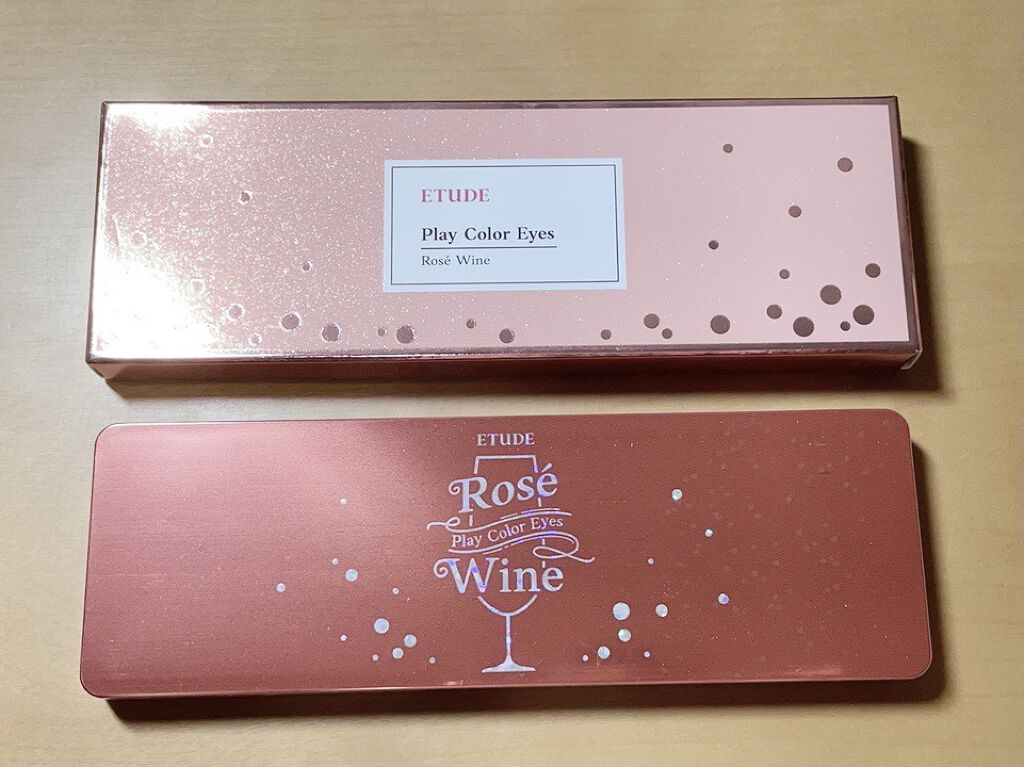 ETUDE
Play Color Eyes
Rosé Wine
ETUDE
Rosé
Play Color Eyes
Wine